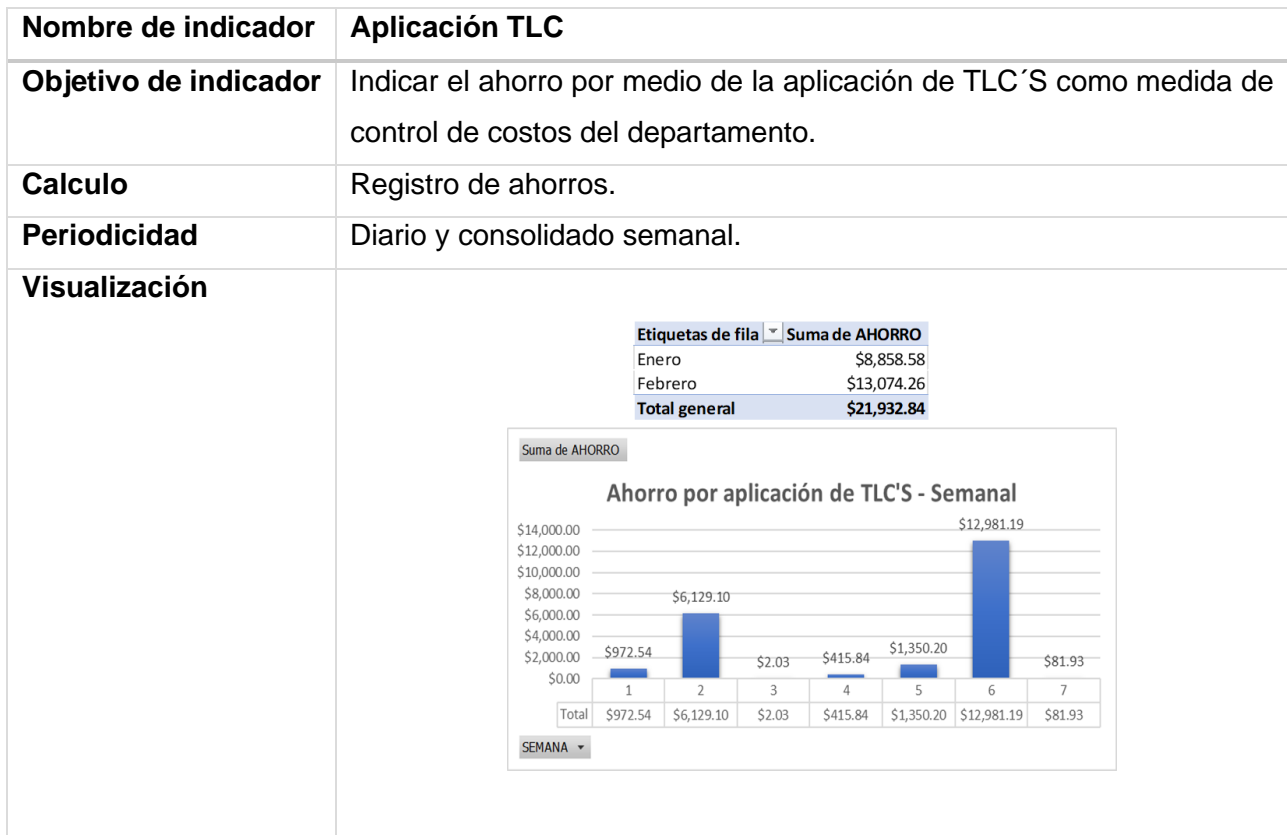 Nombre de indicador Aplicación TLC
Objetivo de indicador Indicar el ahorro por medio de la aplicación de TLC´S como medida de
control de costos del departamento.
Calculo Registro de ahorros.
Periodicidad Diario y consolidado semanal.
Visualización
Etiquetas de fila Suma de AHORRO
Enero $8,858.58
Febrero $13,074.26
Total general $21,932.84
Suma de AHORRO
Ahorro por aplicación de TLC'S - Semanal
$14,000.00
$12,000.00
$10,000.00
$8,000.00
$6,000.00
$4,000.00
$2,000.00
$0.00
$972.54 $6,129.10 $2.03 $415.84 $1,350.20 $12,981.19 $81.93
1 2 3 4 5 6 7
Total $972.54 $6,129.10 $2.03 $415.84 $1,350.20 $12,981.19 $81.93
SEMANA